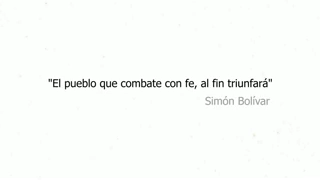 "El pueblo que combate con fe, al fin triunfará"
Simón Bolívar